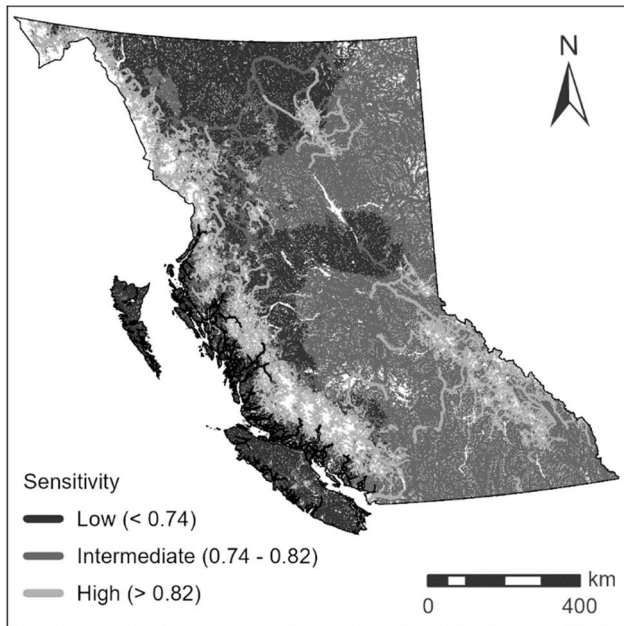 N
Sensitivity
Low (< 0.74)
Intermediate (0.74 - 0.82)
High (> 0.82)
km
0 400